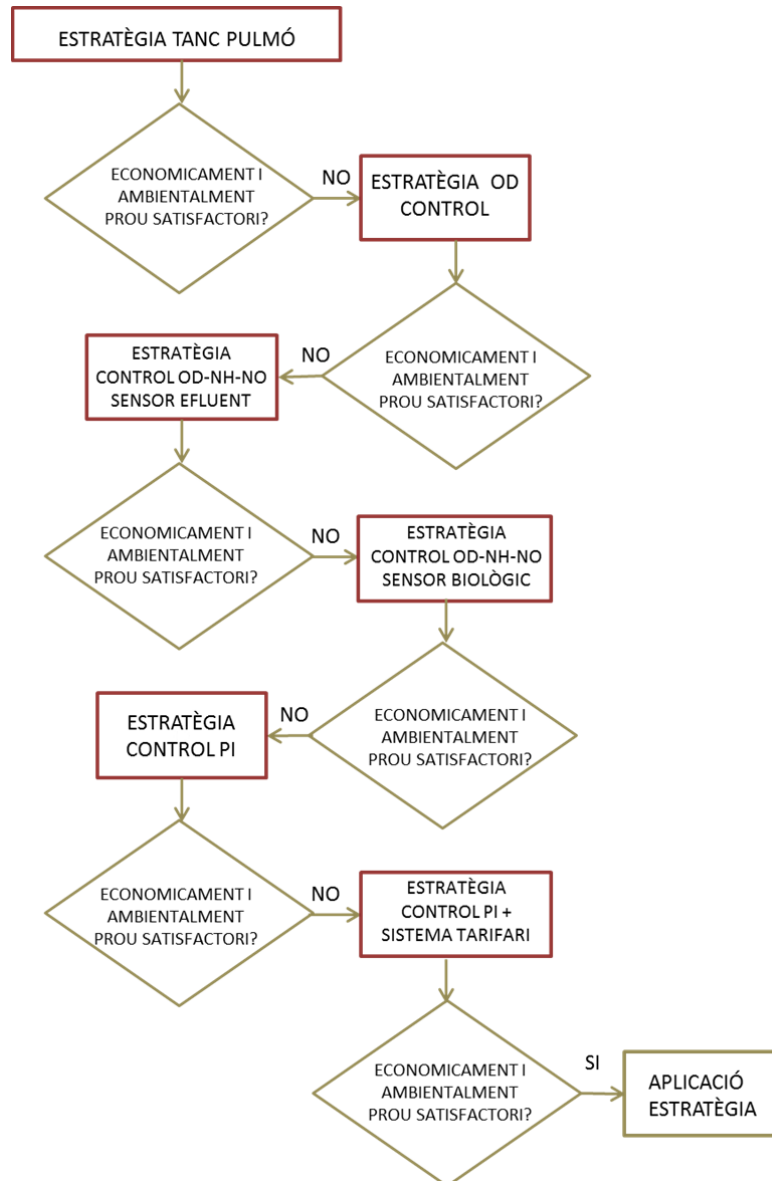 ESTRATÈGIA TANC PULMÓ
ECONOMICAMENT I
AMBIENTALMENT
PROU SATISFACTORI?
NO
ESTRATÈGIA OD
CONTROL
ECONOMICAMENT I
AMBIENTALMENT
PROU SATISFACTORI?
NO
ESTRATÈGIA
CONTROL OD-NH-NO
SENSOR EFLUENT
ECONOMICAMENT I
AMBIENTALMENT
PROU SATISFACTORI?
NO
ESTRATÈGIA
CONTROL OD-NH-NO
SENSOR BIOLÒGIC
ECONOMICAMENT I
AMBIENTALMENT
PROU SATISFACTORI?
NO
ESTRATÈGIA
CONTROL PI
ECONOMICAMENT I
AMBIENTALMENT
PROU SATISFACTORI?
NO
ESTRATÈGIA
CONTROL PI +
SISTEMA TARIFARI
ECONOMICAMENT I
AMBIENTALMENT
PROU SATISFACTORI?
SI
APLICACIÓ
ESTRATÈGIA